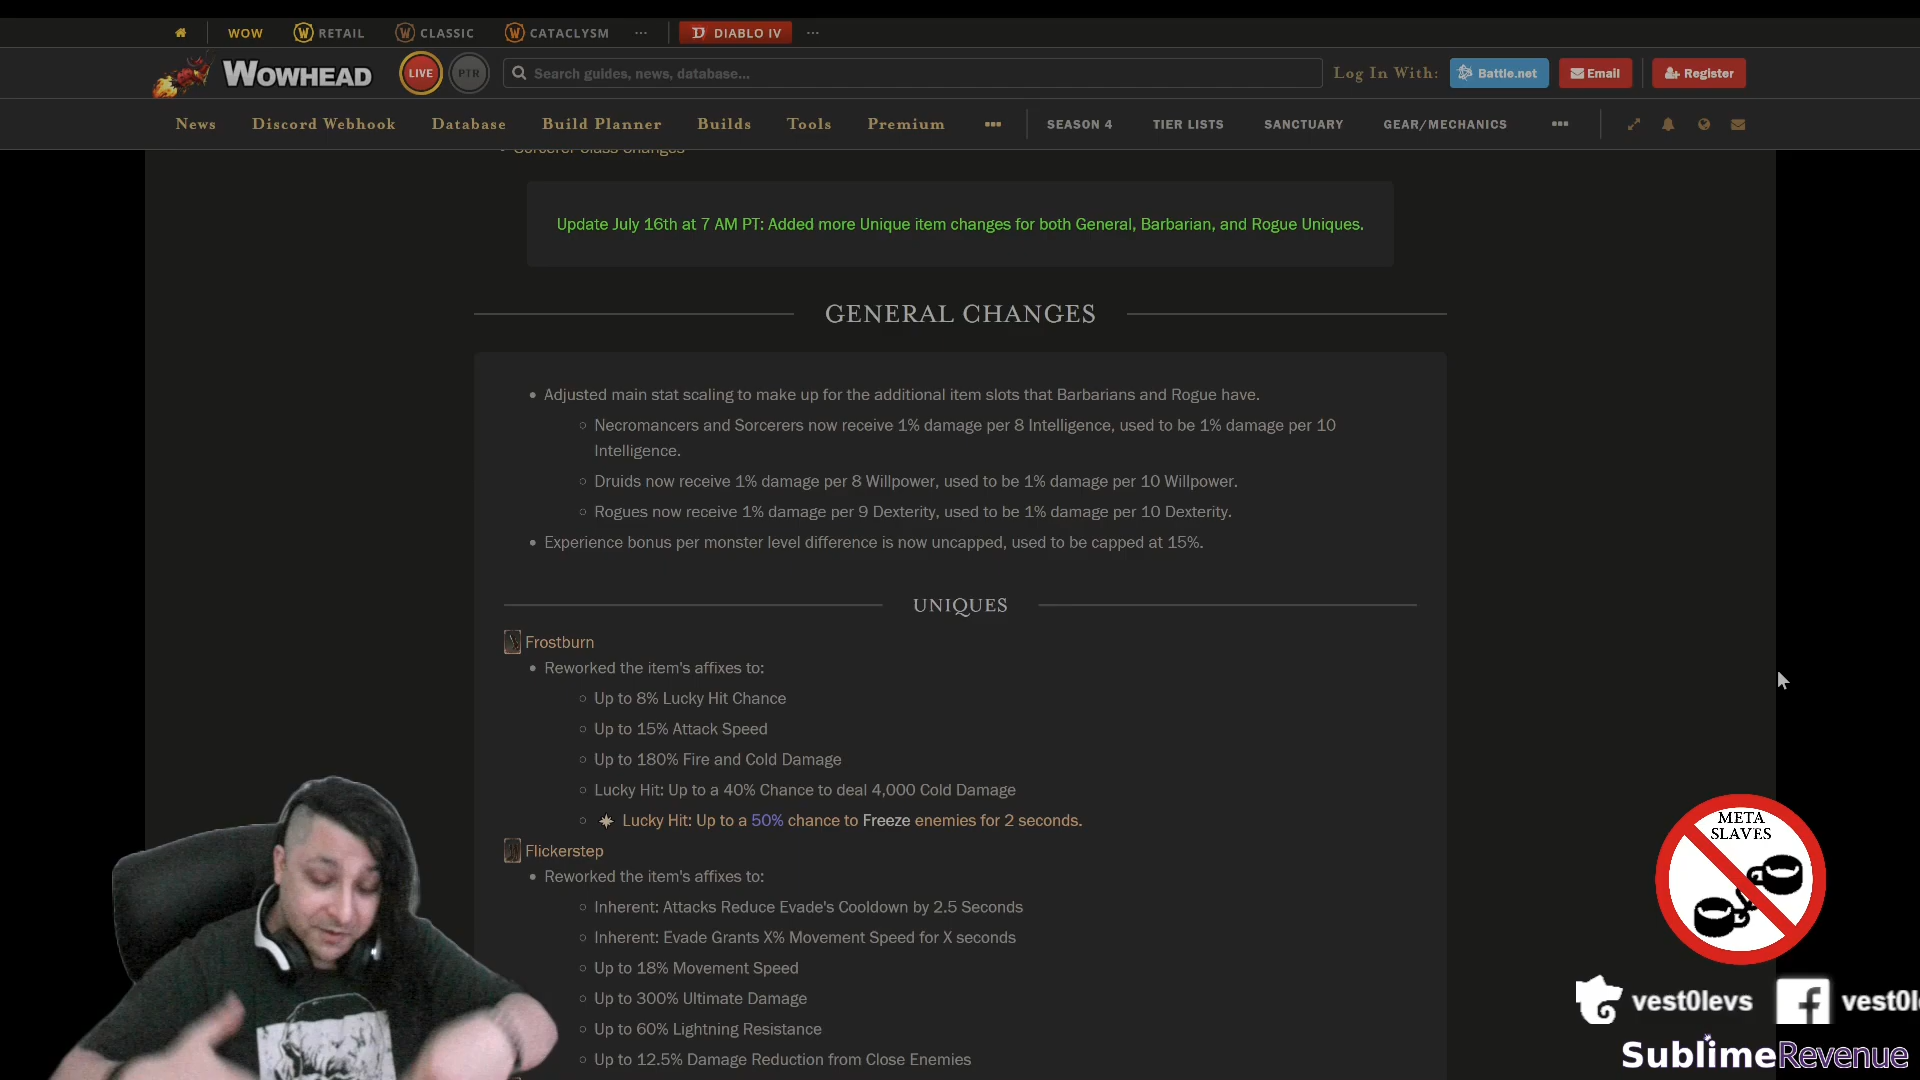 WOW RETAIL CLASSIC CATACLYSM ... DIABLO IV ...
WOWHEAD LIVE PTR Search guides, news, database... Log In With: Battle.net Email Register
News Discord Webhook Database Build Planner Builds Tools Premium ••• SEASON 4 TIER LISTS SANCTUARY GEAR/MECHANICS •••
Sorcerer Class Changes
Update July 16th at 7 AM PT: Added more Unique item changes for both General, Barbarian, and Rogue Uniques.
GENERAL CHANGES
• Adjusted main stat scaling to make up for the additional item slots that Barbarians and Rogue have.
○ Necromancers and Sorcerers now receive 1% damage per 8 Intelligence, used to be 1% damage per 10
Intelligence.
○ Druids now receive 1% damage per 8 Willpower, used to be 1% damage per 10 Willpower.
○ Rogues now receive 1% damage per 9 Dexterity, used to be 1% damage per 10 Dexterity.
• Experience bonus per monster level difference is now uncapped, used to be capped at 15%.
UNIQUES
Frostburn
• Reworked the item's affixes to:
○ Up to 8% Lucky Hit Chance
○ Up to 15% Attack Speed
○ Up to 180% Fire and Cold Damage
○ Lucky Hit: Up to a 40% Chance to deal 4,000 Cold Damage
○ Lucky Hit: Up to a 50% chance to Freeze enemies for 2 seconds.
Flickerstep
• Reworked the item's affixes to:
○ Inherent: Attacks Reduce Evade's Cooldown by 2.5 Seconds
○ Inherent: Evade Grants X% Movement Speed for X seconds
○ Up to 18% Movement Speed
○ Up to 300% Ultimate Damage
○ Up to 60% Lightning Resistance
○ Up to 12.5% Damage Reduction from Close Enemies
META
SLAVES
vest0levs vest0l
SublimeRevenue